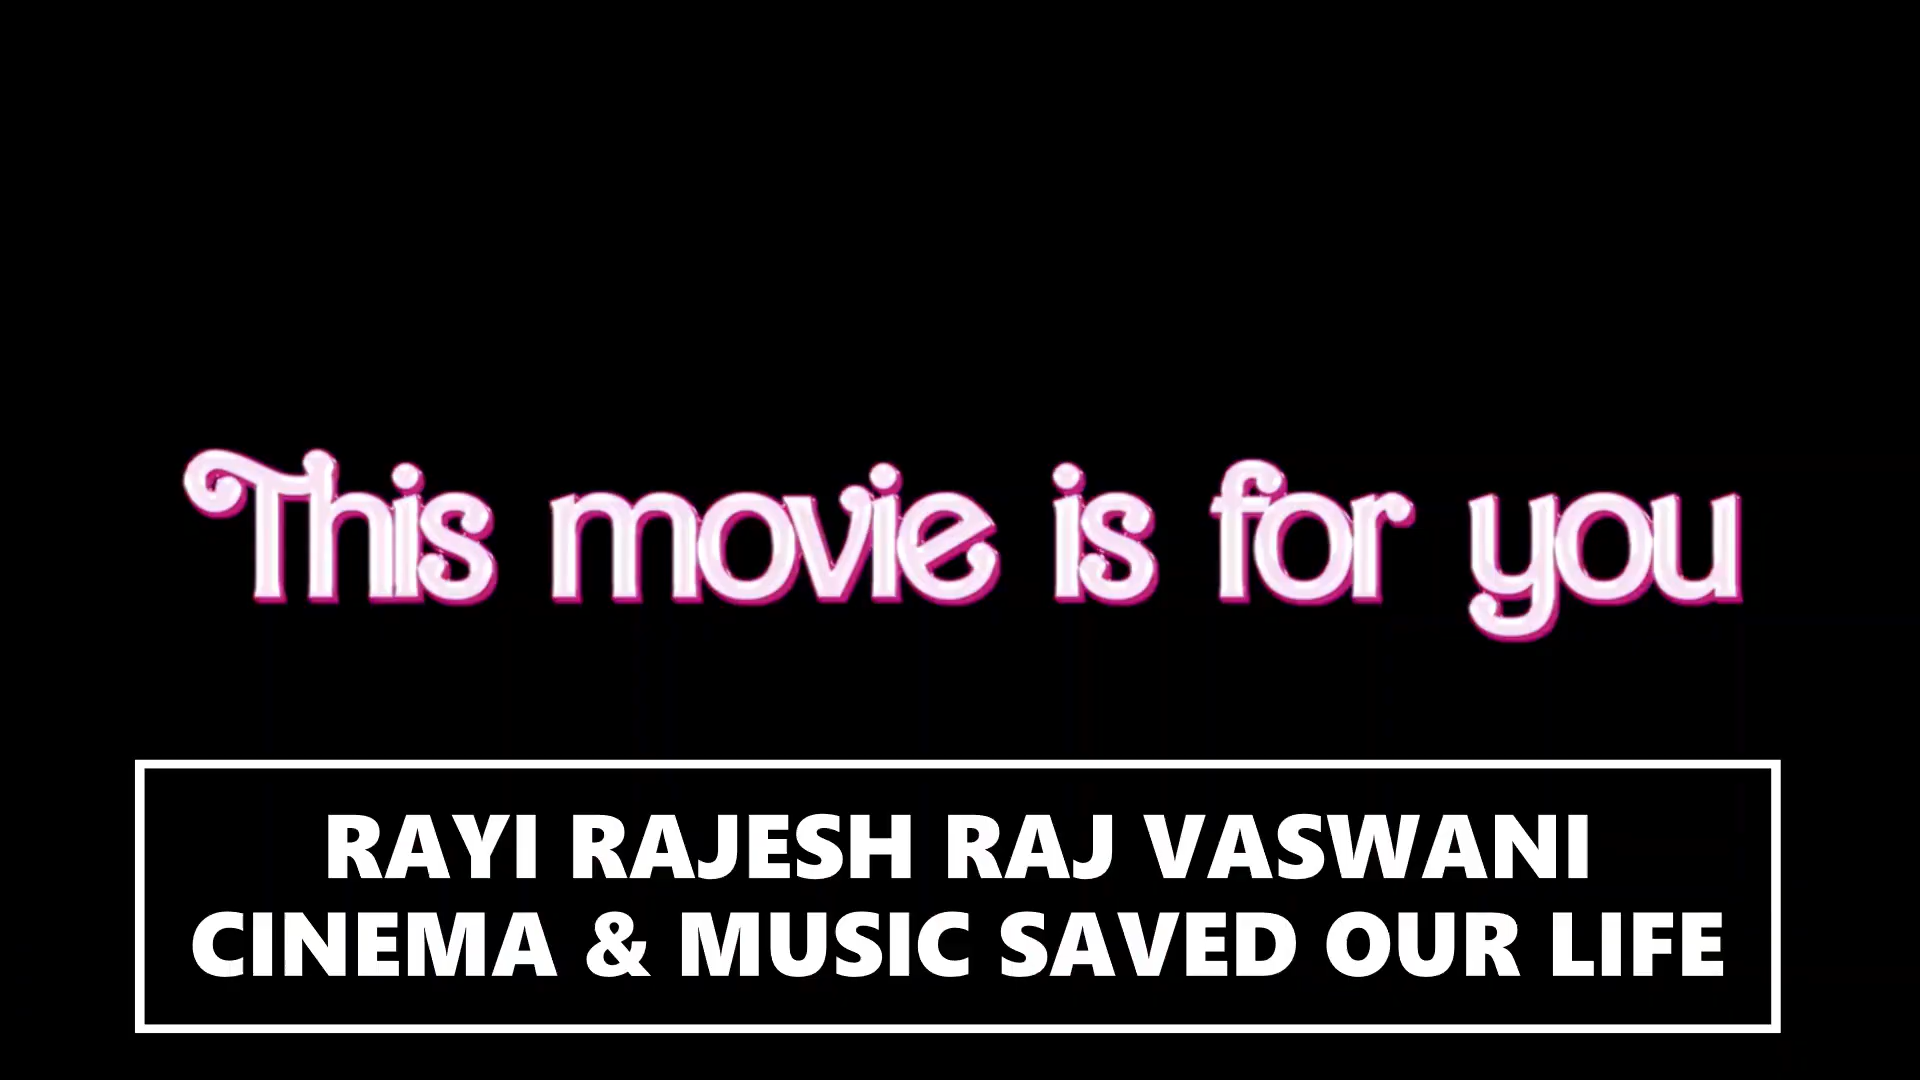 This movie is for you
RAYI RAJESH RAJ VASWANI
CINEMA & MUSIC SAVED OUR LIFE